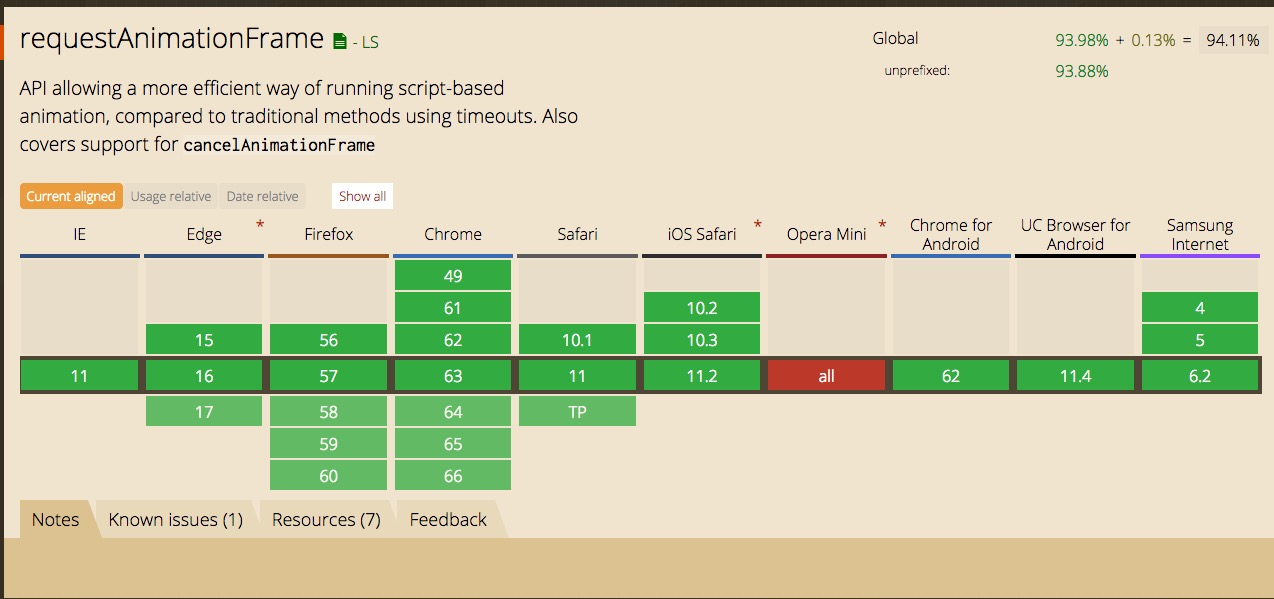 requestAnimationFrame - LS
Global 93.98% + 0.13% = 94.11%
unprefixed: 93.88%
API allowing a more efficient way of running script-based
animation, compared to traditional methods using timeouts. Also
covers support for cancelAnimationFrame
Current aligned Usage relative Date relative Show all
IE Edge * Firefox Chrome Safari iOS Safari * Opera Mini * Chrome for Android UC Browser for Android Samsung Internet
49
61 10.2 4
15 56 62 10.1 10.3 5
11 16 57 63 11 11.2 all 62 11.4 6.2
17 58 64 TP
59 65
60 66
Notes Known issues (1) Resources (7) Feedback